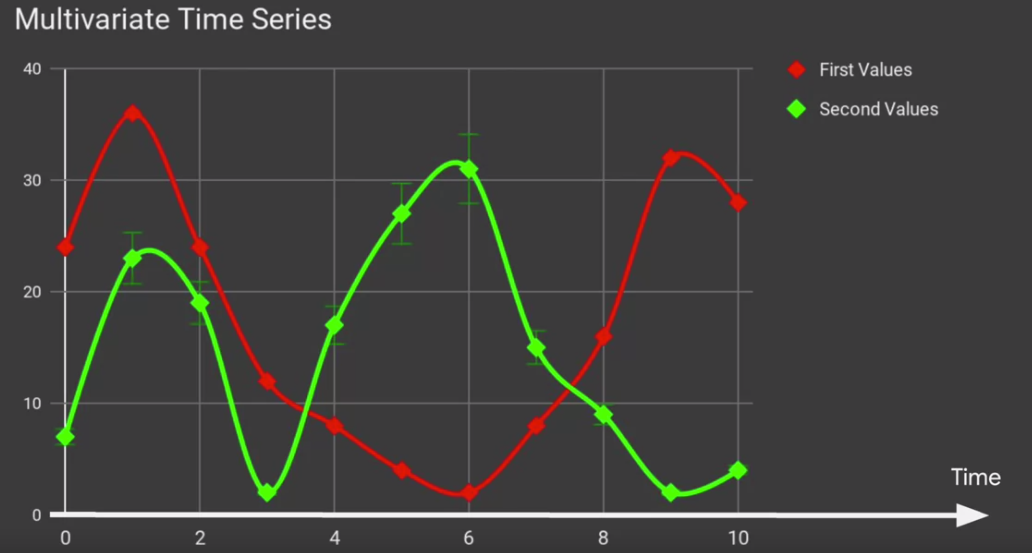 Multivariate Time Series
40
30
20
10
0
0 2 4 6 8 10
First Values
Second Values
Time